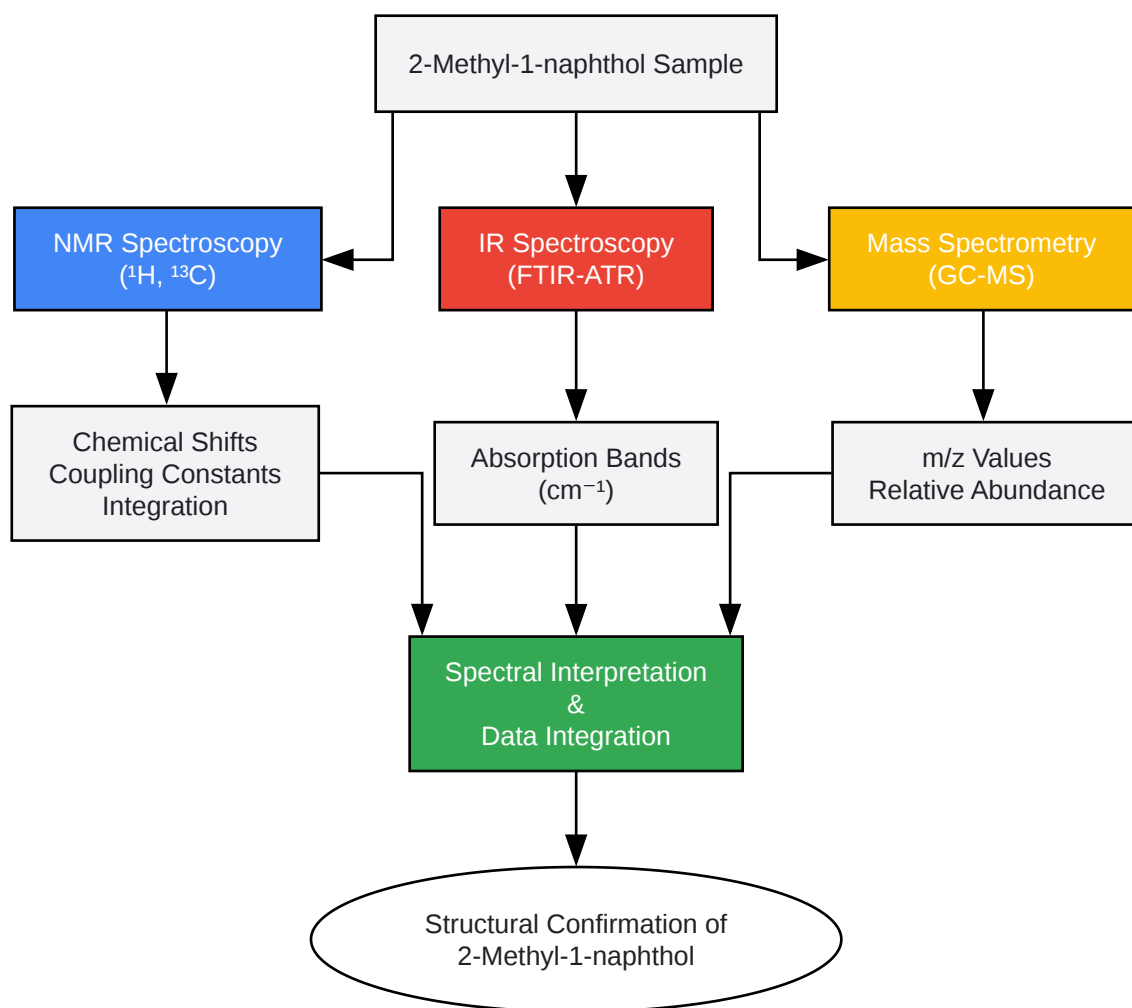 2-Methyl-1-naphthol Sample
NMR Spectroscopy
(¹H, ¹³C)
IR Spectroscopy
(FTIR-ATR)
Mass Spectrometry
(GC-MS)
Chemical Shifts
Coupling Constants
Integration
Absorption Bands
(cm⁻¹)
m/z Values
Relative Abundance
Spectral Interpretation
&
Data Integration
Structural Confirmation of
2-Methyl-1-naphthol